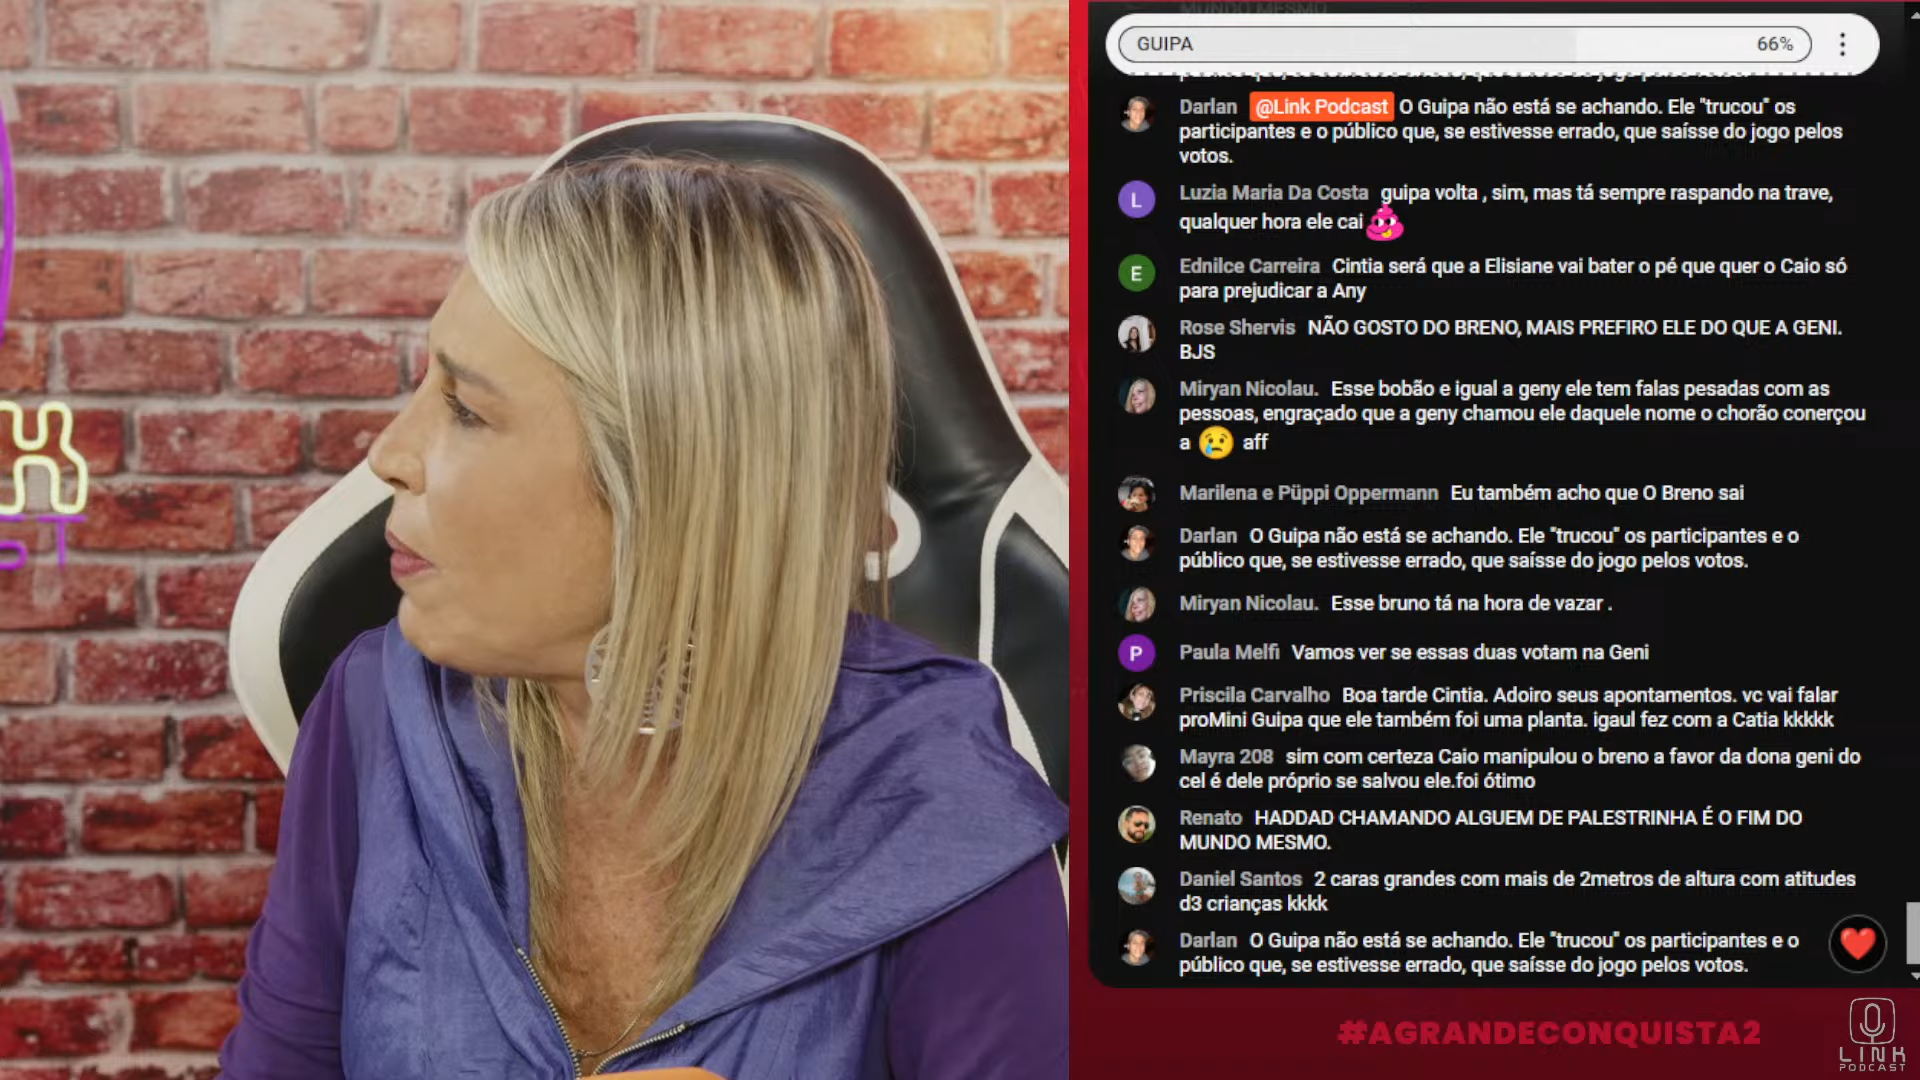 MUNDO MESMO
GUIPA 66%
Darlan @Link Podcast O Guipa não está se achando. Ele "trucou" os
participantes e o público que, se estivesse errado, que saísse do jogo pelos
votos.
L Luzia Maria Da Costa guipa volta , sim, mas tá sempre raspando na trave,
qualquer hora ele cai
E Ednilce Carreira Cintia será que a Elisiane vai bater o pé que quer o Caio só
para prejudicar a Any
Rose Shervis NÃO GOSTO DO BRENO, MAIS PREFIRO ELE DO QUE A GENI.
BJS
Miryan Nicolau. Esse bobão e igual a geny ele tem falas pesadas com as
pessoas, engraçado que a geny chamou ele daquele nome o chorão conerçou
a 😢 aff
Marilena e Püppi Oppermann Eu também acho que O Breno sai
Darlan O Guipa não está se achando. Ele "trucou" os participantes e o
público que, se estivesse errado, que saísse do jogo pelos votos.
Miryan Nicolau. Esse bruno tá na hora de vazar .
P Paula Melfi Vamos ver se essas duas votam na Geni
Priscila Carvalho Boa tarde Cintia. Adoiro seus apontamentos. vc vai falar
proMini Guipa que ele também foi uma planta. igaul fez com a Catia kkkkk
Mayra 208 sim com certeza Caio manipulou o breno a favor da dona geni do
cel é dele próprio se salvou ele.foi ótimo
Renato HADDAD CHAMANDO ALGUEM DE PALESTRINHA É O FIM DO
MUNDO MESMO.
Daniel Santos 2 caras grandes com mais de 2metros de altura com atitudes
d3 crianças kkkk
Darlan O Guipa não está se achando. Ele "trucou" os participantes e o
público que, se estivesse errado, que saísse do jogo pelos votos.
#AGRANDECONQUISTA2
LINK
PODCAST